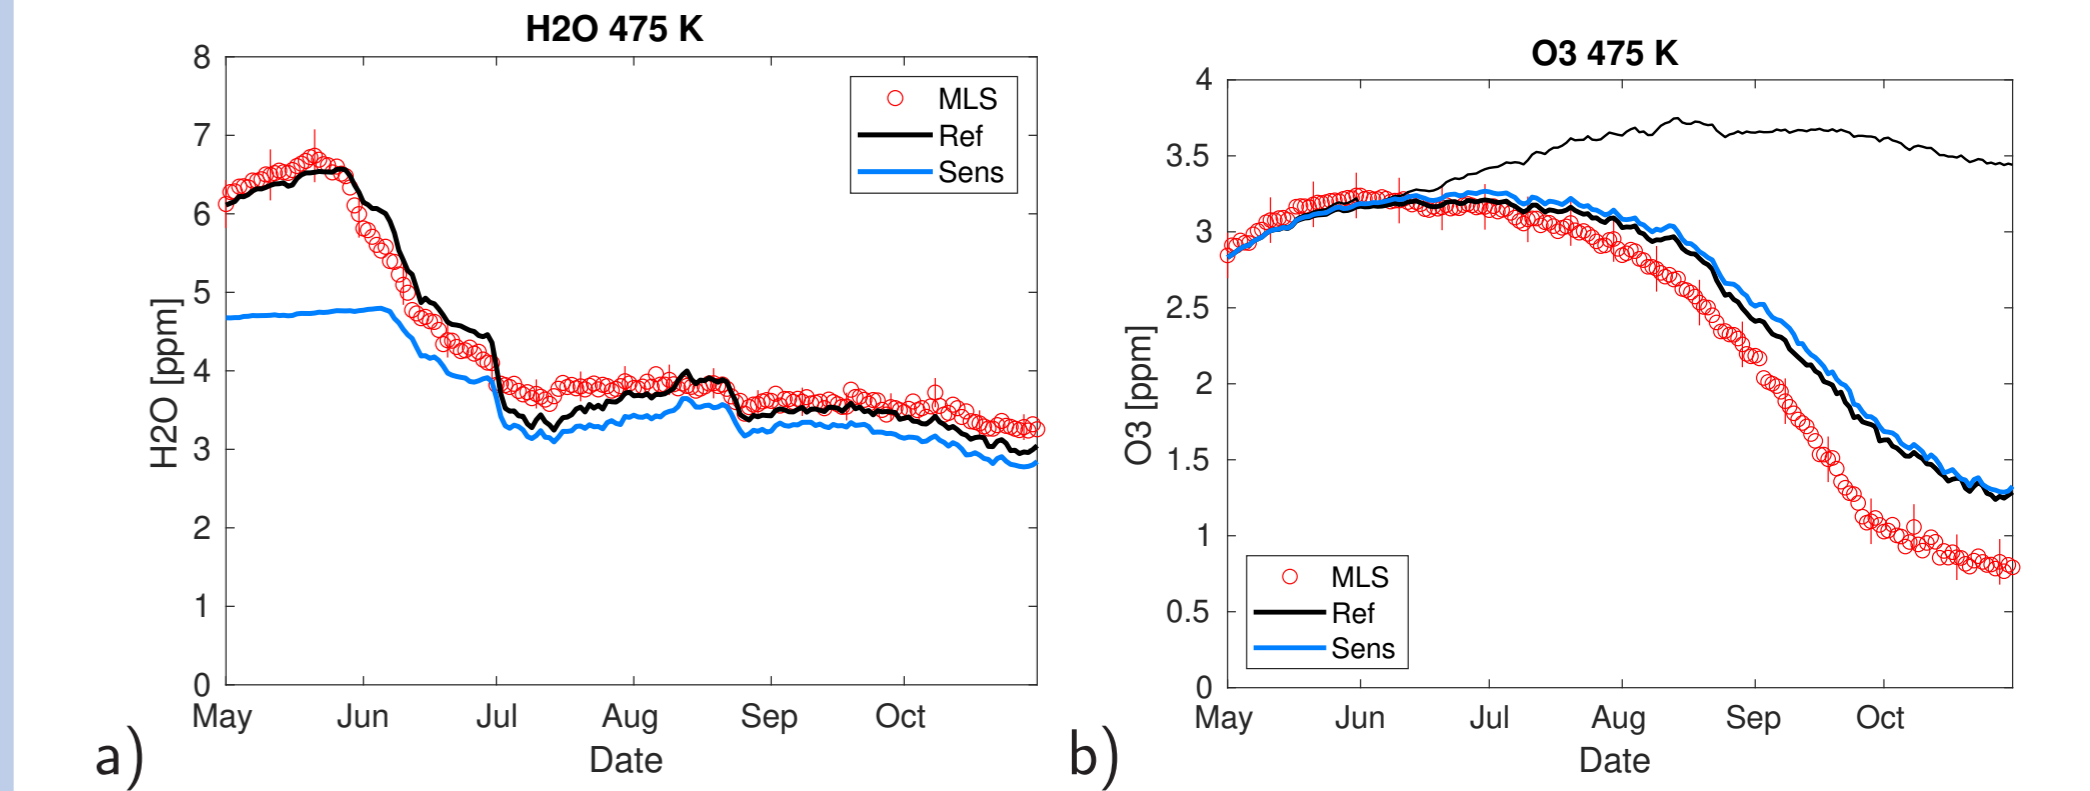 H2O 475 K
8
7
6
5
4
3
2
1
0
H2O [ppm]
MLS
Ref
Sens
May Jun Jul Aug Sep Oct
Date
a)
O3 475 K
4
3.5
3
2.5
2
1.5
1
0.5
0
O3 [ppm]
MLS
Ref
Sens
May Jun Jul Aug Sep Oct
Date
b)